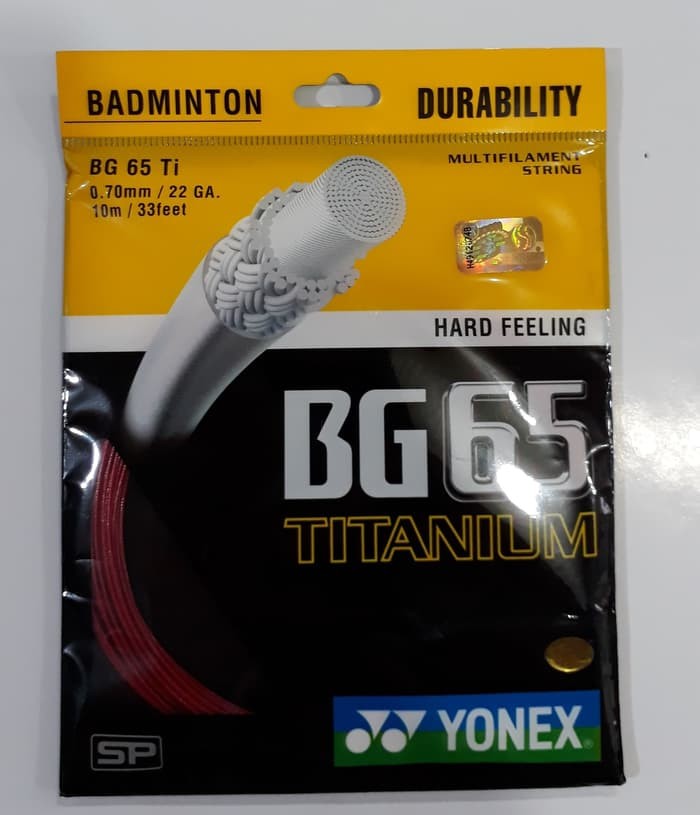 BADMINTON
DURABILITY
BG 65 Ti
0.70mm / 22 GA.
10m / 33feet
MULTIFILAMENT
STRING
HARD FEELING
BG 65
TITANIUM
YONEX®
SP